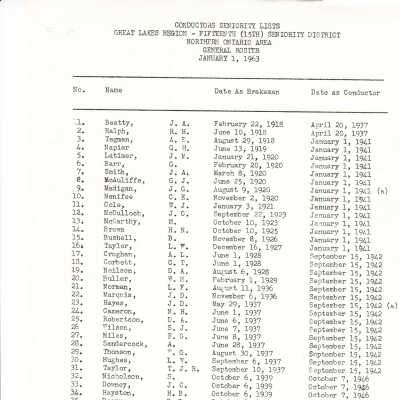 CONDUCTORS SENIORITY LISTS
GREAT LAKES REGION - FIFTEENTH (15TH) SENIORITY DISTRICT
NORTHERN ONTARIO AREA
GENERAL ROSTER
JANUARY 1, 1963
No. Name Date As Brakeman Date as Conductor
1. Beatty, J. A. February 22, 1918 April 20, 1937
2. Ralph, R. H. June 10, 1918 April 20, 1937
3. Tegman, A. E. August 29, 1918 January 1, 1941
4. Napier G. H. June 13, 1919 January 1, 1941
5. Latimer, J. M. January 21, 1920 January 1, 1941
6. Barr, G. February 20, 1920 January 1, 1941
7. Smith, J. A. March 8, 1920 January 1, 1941
8. McAuliffe, G. J. June 25, 1920 January 1, 1941
9. Madigan, J. G. August 9, 1920 January 1, 1941
10. Menifee C. E. November 2, 1920 January 1, 1941
11. Cole, W. J. January 3, 1921 January 1, 1941
12. McCulloch, J. C. September 22, 1923 January 1, 1941
13. McCarthy, M. October 10, 1923 January 1, 1941
14. Brown H. N. October 10, 1925 January 1, 1941
15. Bushell, B. November 8, 1926 January 1, 1941
16. Taylor, L. W. December 16, 1927 January 1, 1941
17. Croghan, A. L. June 1, 1928 September 15, 1942
18. Corbett, C. T. June 1, 1928 September 15, 1942
19. Neilson, D. A. August 6, 1928 September 15, 1942
20. Huller, V. H. February 1, 1929 September 15, 1942
21. Norman, L. F. August 11, 1936 September 15, 1942
22. Marquis, J. D. November 6, 1936 September 15, 1942
23. Hayes, J. D. May 29, 1937 September 15, 1942
24. Cameron, N. H. June 1, 1937 September 15, 1942
25. Robertson, D. A. June 6, 1937 September 15, 1942
26 Wilson, S. J. June 7, 1937 September 15, 1942
27. Miles, R. G. June 8, 1937 September 15, 1942
28. Sandercock, A. June 28, 1937 September 15, 1942
29. Thomson, G. August 30, 1937 September 15, 1942
30. Hughes, L. V. September 6, 1937 September 15, 1942
31. Taylor, T. J. R. September 10, 1937 September 15, 1942
32. Nicholson, S. October 6, 1939 October 7, 1946
33. Downey, J. C. October 6, 1939 October 7, 1946
34. Hayston, H. B. October 6, 1939 October 7, 1946